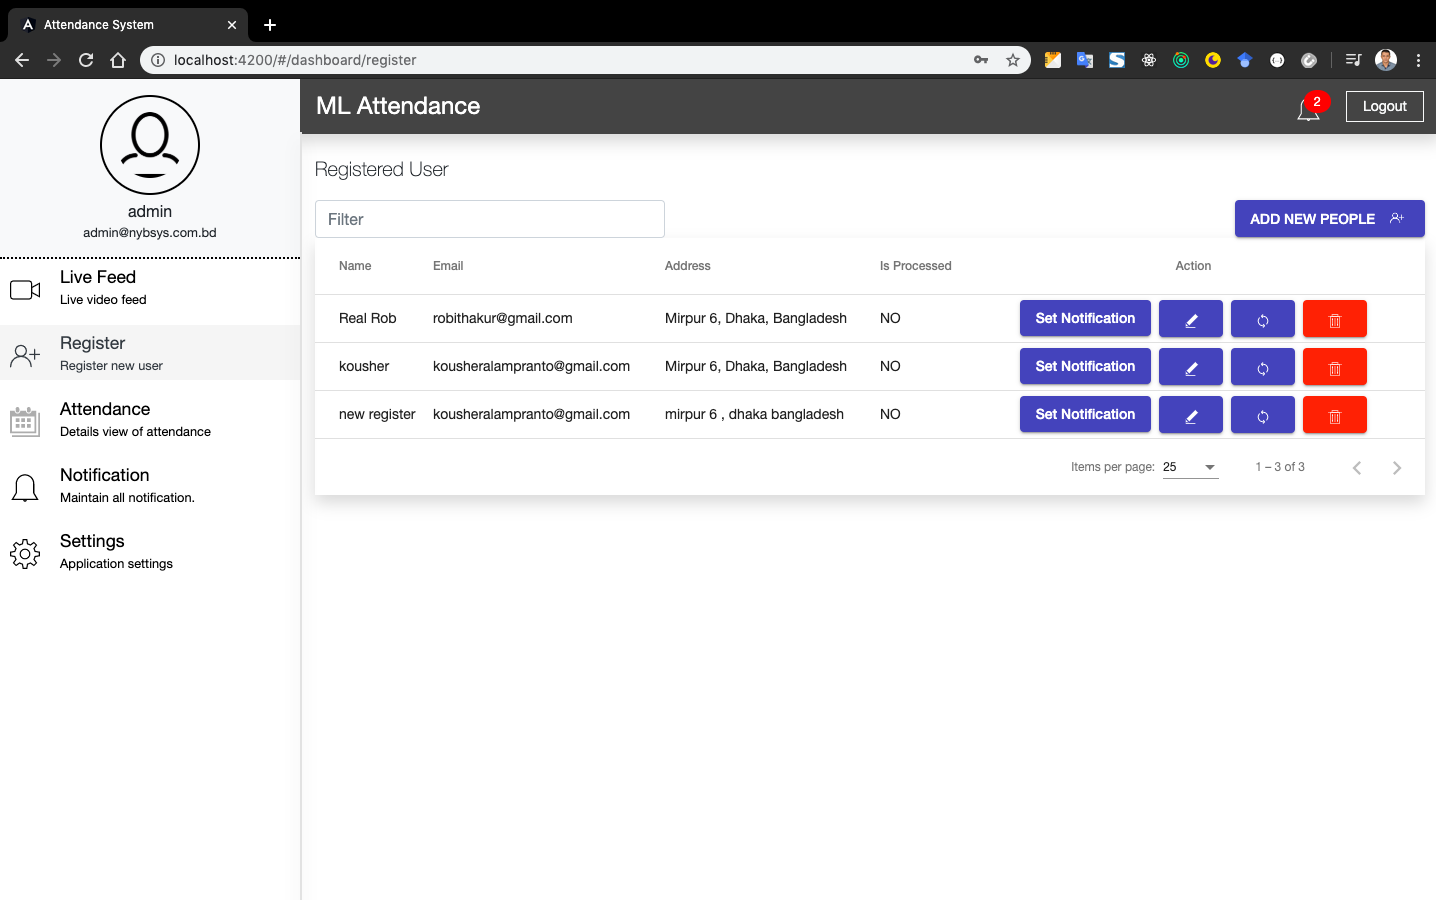 Attendance System
localhost:4200/#/dashboard/register
ML Attendance
2
Logout
admin
admin@nybsys.com.bd
Live Feed
Live video feed
Register
Register new user
Attendance
Details view of attendance
Notification
Maintain all notification.
Settings
Application settings
Registered User
Filter
ADD NEW PEOPLE
Name Email Address Is Processed Action
Real Rob robithakur@gmail.com Mirpur 6, Dhaka, Bangladesh NO Set Notification
kousher kousheralampranto@gmail.com Mirpur 6, Dhaka, Bangladesh NO Set Notification
new register kousheralampranto@gmail.com mirpur 6 , dhaka bangladesh NO Set Notification
Items per page: 25 1 – 3 of 3